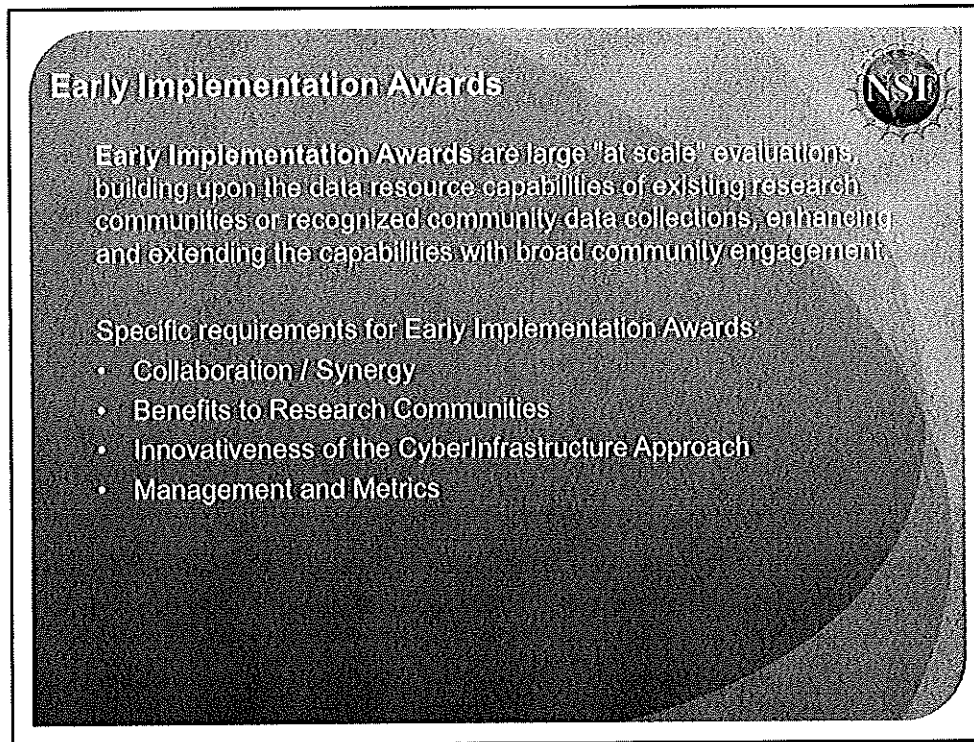 Early Implementation Awards
NSF
Early Implementation Awards are large "at scale" evaluations,
building upon the data resource capabilities of existing research
communities or recognized community data collections, enhancing
and extending the capabilities with broad community engagement.
Specific requirements for Early Implementation Awards:
• Collaboration / Synergy
• Benefits to Research Communities
• Innovativeness of the CyberInfrastructure Approach
• Management and Metrics